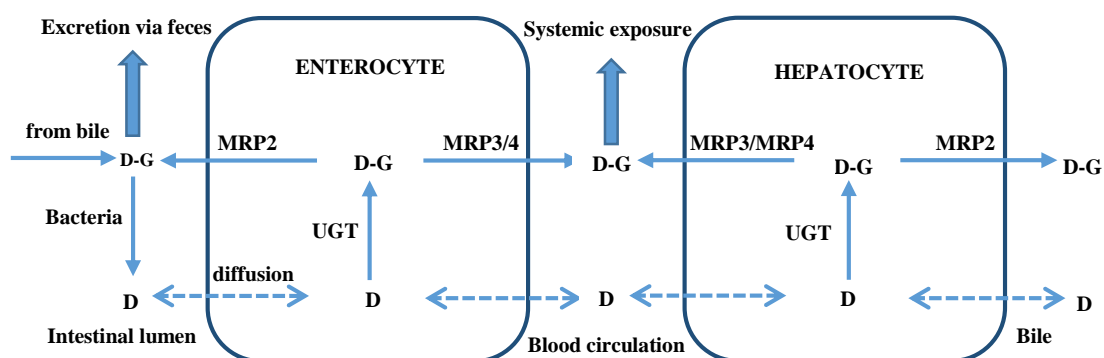 Excretion via feces
Systemic exposure
ENTEROCYTE
HEPATOCYTE
from bile
MRP2
MRP3/4
MRP3/MRP4
MRP2
D-G
D-G
D-G
D-G
D-G
Bacteria
UGT
UGT
diffusion
D
D
D
D
D
Intestinal lumen
Blood circulation
Bile